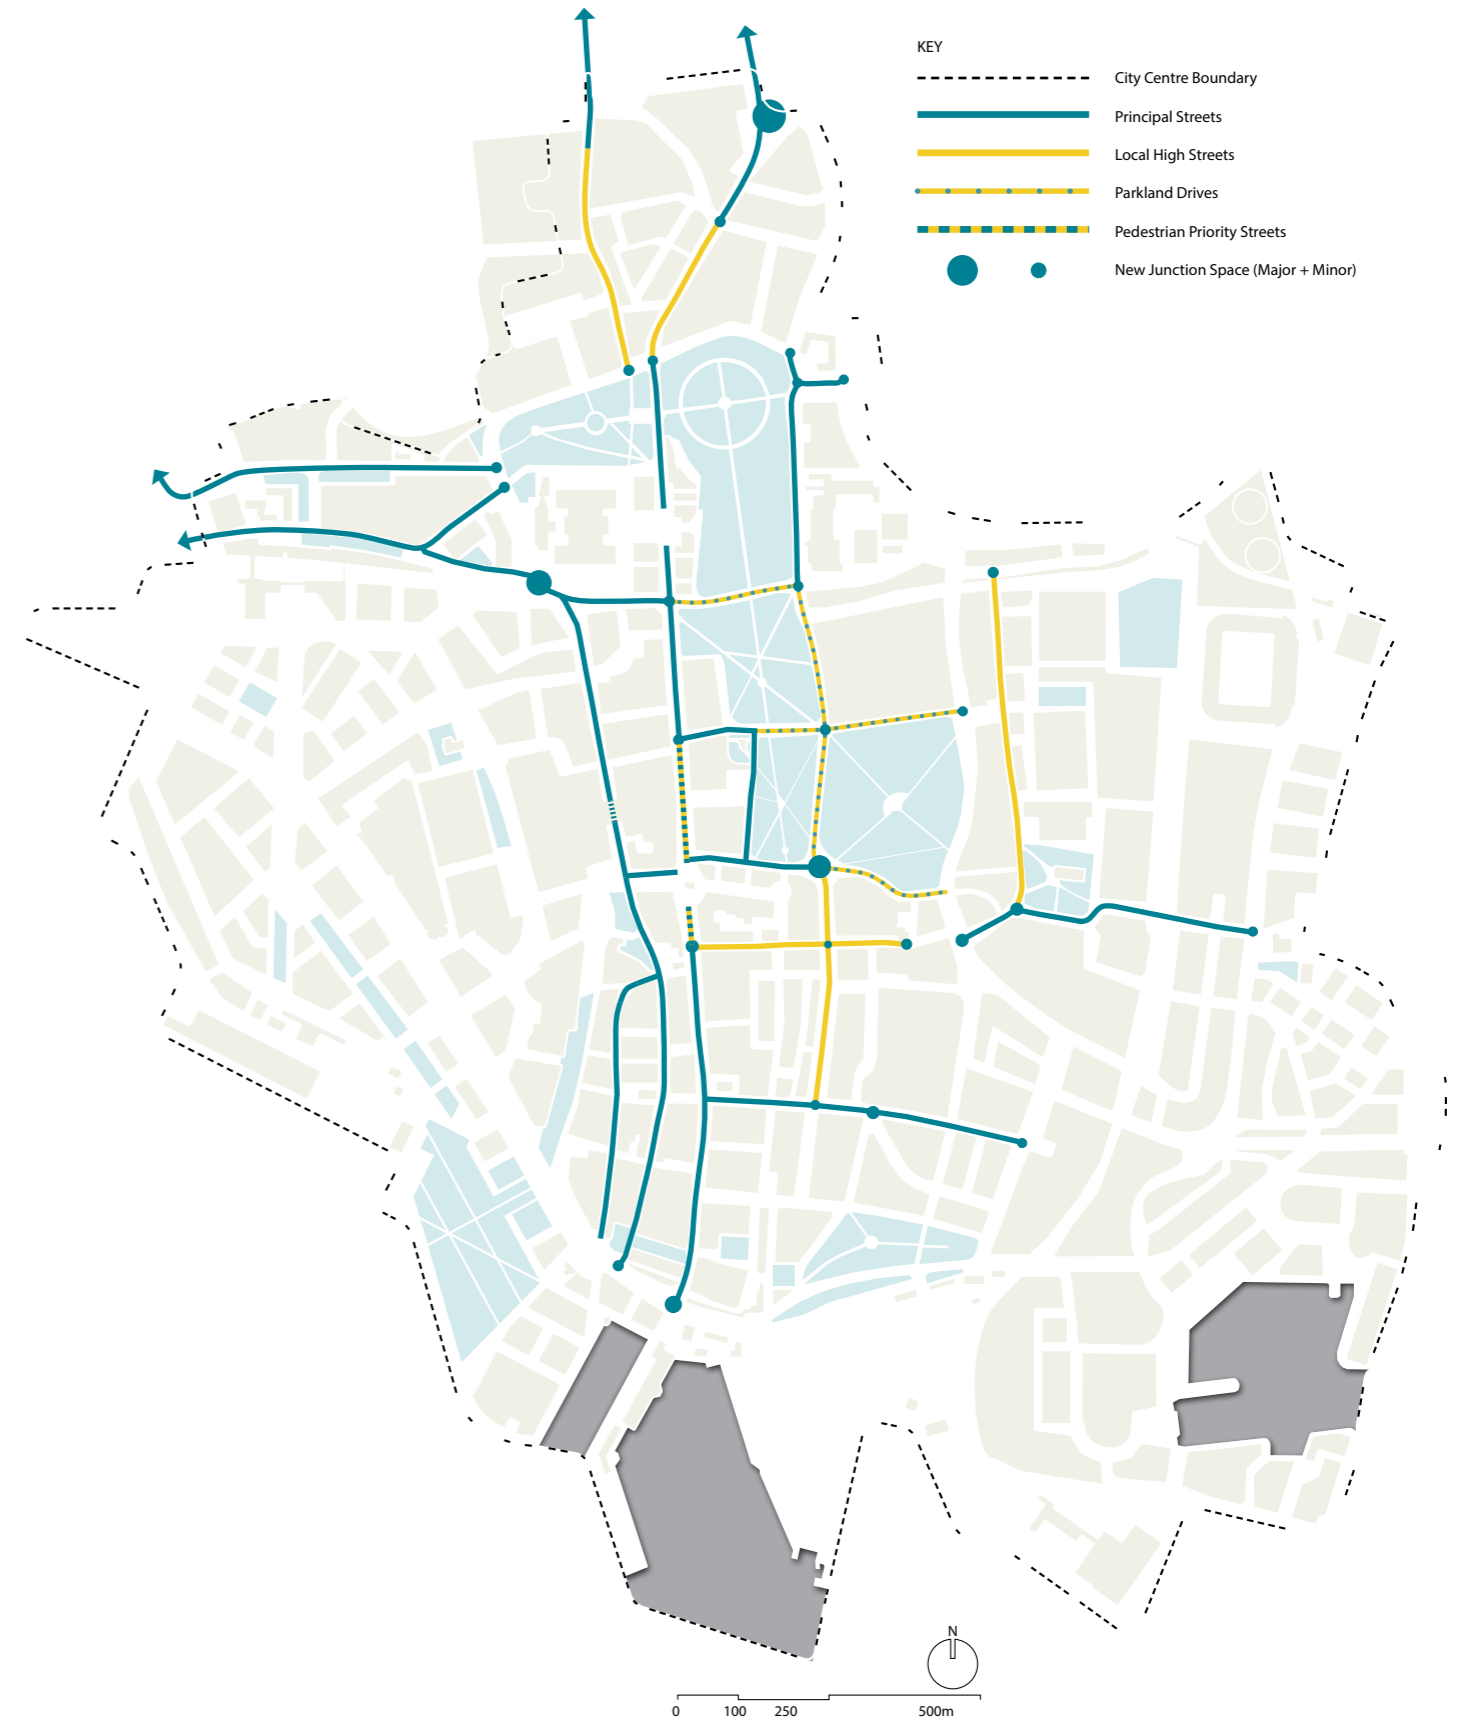 KEY
City Centre Boundary
Principal Streets
Local High Streets
Parkland Drives
Pedestrian Priority Streets
New Junction Space (Major + Minor)
N
0 100 250 500m